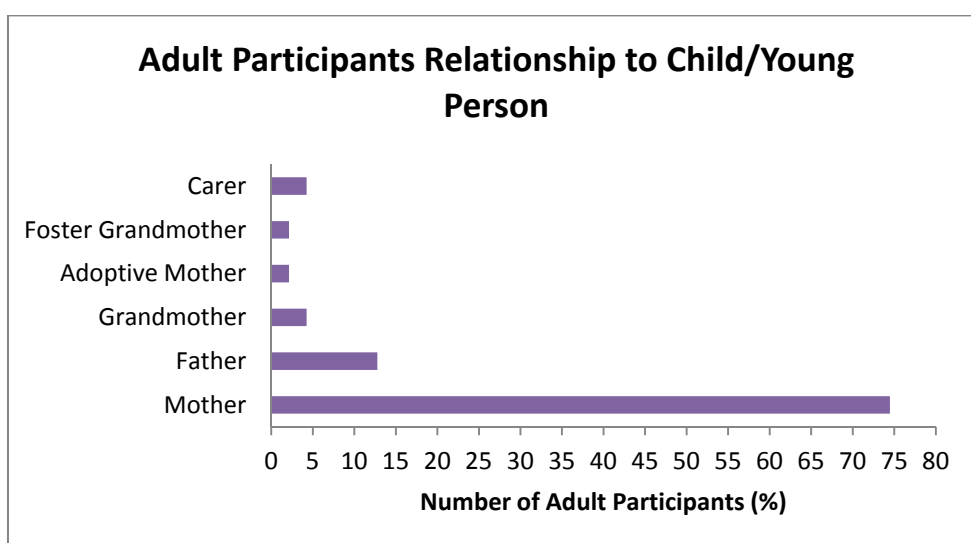 Adult Participants Relationship to Child/Young
Person
Carer
Foster Grandmother
Adoptive Mother
Grandmother
Father
Mother
0 5 10 15 20 25 30 35 40 45 50 55 60 65 70 75 80
Number of Adult Participants (%)